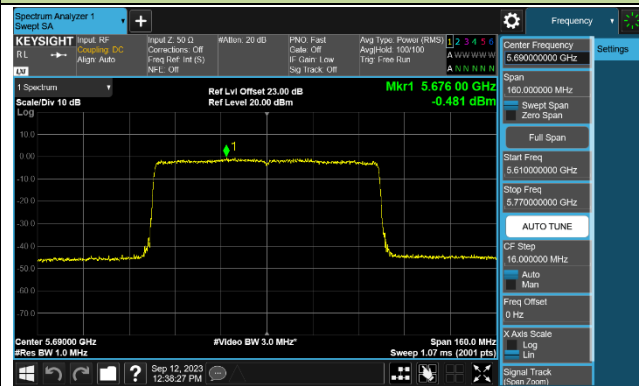 Spectrum Analyzer 1
Swept SA
+
Frequency
KEYSIGHT
RL
LXI
Input: RF
Coupling: DC
Align: Auto
Input Z: 50 Ω
Corrections: Off
Freq Ref: Int (S)
NFE: Off
#Atten: 20 dB
PNO: Fast
Gate: Off
IF Gain: Low
Sig Track: Off
Avg Type: Power (RMS)
Avg|Hold: 100/100
Trig: Free Run
1 2 3 4 5 6
A W W W W W
A N N N N N
1 Spectrum
Scale/Div 10 dB
Log
Ref Lvl Offset 23.00 dB
Ref Level 20.00 dBm
Mkr1 5.676 00 GHz
-0.481 dBm
1
10.0
0.00
-10.0
-20.0
-30.0
-40.0
-50.0
-60.0
-70.0
Center 5.69000 GHz
#Res BW 1.0 MHz
#Video BW 3.0 MHz*
Span 160.0 MHz
Sweep 1.07 ms (2001 pts)
Sep 12, 2023
12:38:27 PM
?
Center Frequency
5.690000000 GHz
Settings
Span
160.000000 MHz
Swept Span
Zero Span
Full Span
Start Freq
5.610000000 GHz
Stop Freq
5.770000000 GHz
AUTO TUNE
CF Step
16.000000 MHz
Auto
Man
Freq Offset
0 Hz
X Axis Scale
Log
Lin
Signal Track
(Span Zoom)